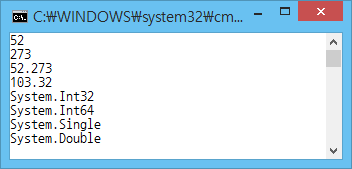 C:₩WINDOWS₩system32₩cm...
52
273
52.273
103.32
System.Int32
System.Int64
System.Single
System.Double